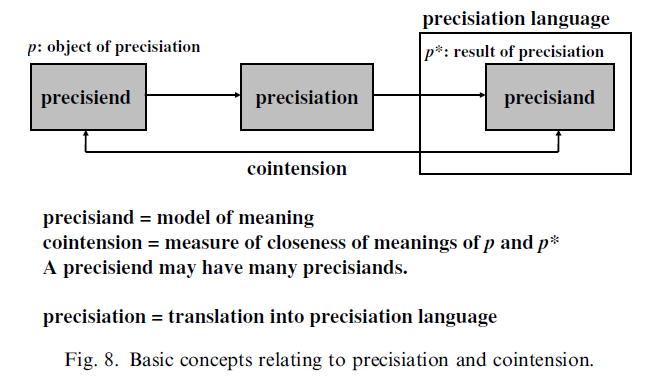 precisiation language
p: object of precisiation
p*: result of precisiation
precisiend
precisiation
precisiand
cointension
precisiand = model of meaning
cointension = measure of closeness of meanings of p and p*
A precisiend may have many precisiands.
precisiation = translation into precisiation language
Fig. 8. Basic concepts relating to precisiation and cointension.